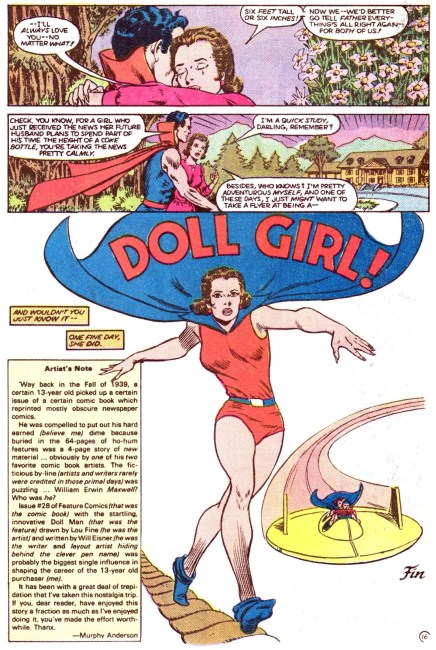 --I'LL
ALWAYS LOVE
YOU--NO
MATTER WHAT!
SIX FEET TALL
OR SIX INCHES!
NOW WE--WE'D BETTER
GO TELL FATHER EVERY-
THING'S ALL RIGHT AGAIN--
FOR BOTH OF US!
CHECK. YOU KNOW, FOR A GIRL WHO
JUST RECEIVED THE NEWS HER FUTURE
HUSBAND PLANS TO SPEND PART OF
HIS TIME THE HEIGHT OF A COKE
BOTTLE, YOU'RE TAKING THE NEWS
PRETTY CALMLY.
I'M A QUICK STUDY,
DARLING, REMEMBER?
BESIDES, WHO KNOWS? I'M PRETTY
ADVENTUROUS MYSELF, AND ONE OF
THESE DAYS, I JUST MIGHT WANT TO
TAKE A FLYER AT BEING A--
DOLL GIRL!
AND WOULDN'T YOU
JUST KNOW IT--
ONE FINE DAY,
SHE DID.
Artist's Note
'Way back in the Fall of 1939, a
certain 13-year old picked up a certain
issue of a certain comic book which
reprinted mostly obscure newspaper
comics.
He was compelled to put out his hard
earned (believe me) dime because
buried in the 64-pages of ho-hum
features was a 4-page story of new
material ... obviously by one of his two
favorite comic book artists. The fic-
ticious by-line (artists and writers rarely
were credited in those primal days) was
puzzling ... William Erwin Maxwell?
Who was he?
Issue #28 of Feature Comics (that was
the comic book) with the startling,
innovative Doll Man (that was the
feature) drawn by Lou Fine (he was the
artist) and written by Will Eisner (he was
the writer and layout artist hiding
behind the clever pen name) was
probably the biggest single influence in
shaping the career of the 13-year old
purchaser (me).
It has been with a great deal of trepi-
dation that I've taken this nostalgia trip.
If you, dear reader, have enjoyed this
story a fraction as much as I've enjoyed
doing it, you've made the effort worth-
while. Thanx.
—Murphy Anderson
Fin
16